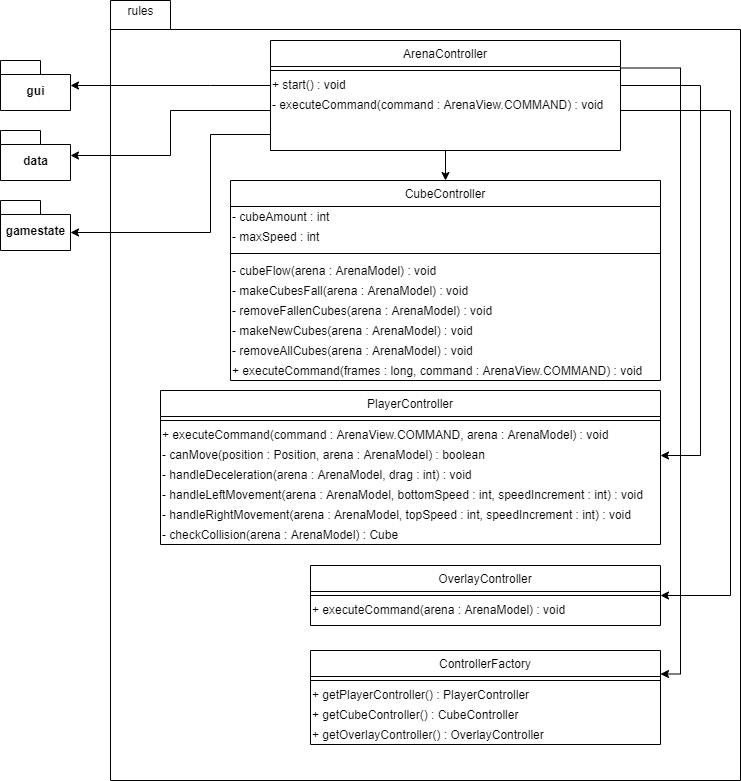 rules
ArenaController
+ start() : void
- executeCommand(command : ArenaView.COMMAND) : void
gui
data
gamestate
CubeController
- cubeAmount : int
- maxSpeed : int
- cubeFlow(arena : ArenaModel) : void
- makeCubesFall(arena : ArenaModel) : void
- removeFallenCubes(arena : ArenaModel) : void
- makeNewCubes(arena : ArenaModel) : void
- removeAllCubes(arena : ArenaModel) : void
+ executeCommand(frames : long, command : ArenaView.COMMAND) : void
PlayerController
+ executeCommand(command : ArenaView.COMMAND, arena : ArenaModel) : void
- canMove(position : Position, arena : ArenaModel) : boolean
- handleDeceleration(arena : ArenaModel, drag : int) : void
- handleLeftMovement(arena : ArenaModel, bottomSpeed : int, speedIncrement : int) : void
- handleRightMovement(arena : ArenaModel, topSpeed : int, speedIncrement : int) : void
- checkCollision(arena : ArenaModel) : Cube
OverlayController
+ executeCommand(arena : ArenaModel) : void
ControllerFactory
+ getPlayerController() : PlayerController
+ getCubeController() : CubeController
+ getOverlayController() : OverlayController